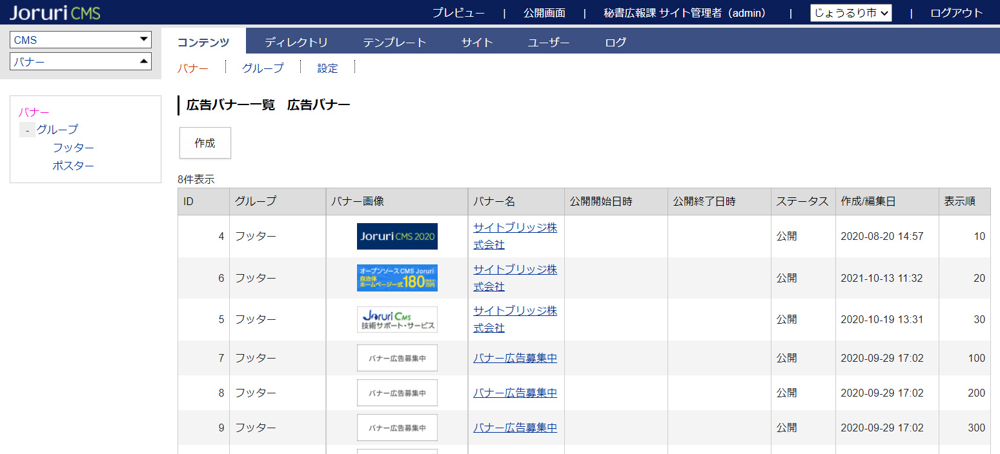 Joruri CMS
プレビュー | 公開画面 | 秘書広報課 サイト管理者（admin） | じょうるり市 | ログアウト
CMS
バナー
コンテンツ ディレクトリ テンプレート サイト ユーザー ログ
バナー グループ 設定
バナー
- グループ
フッター
ポスター
広告バナー一覧 広告バナー
作成
8件表示
ID グループ バナー画像 バナー名 公開開始日時 公開終了日時 ステータス 作成/編集日 表示順
4 フッター Joruri CMS 2020 サイトブリッジ株式会社 公開 2020-08-20 14:57 10
6 フッター オープンソースCMS Joruri 自治体 ホームページ一式180万円 サイトブリッジ株式会社 公開 2021-10-13 11:32 20
5 フッター Joruri CMS 技術サポート・サービス サイトブリッジ株式会社 公開 2020-10-19 13:31 30
7 フッター バナー広告募集中 バナー広告募集中 公開 2020-09-29 17:02 100
8 フッター バナー広告募集中 バナー広告募集中 公開 2020-09-29 17:02 200
9 フッター バナー広告募集中 バナー広告募集中 公開 2020-09-29 17:02 300